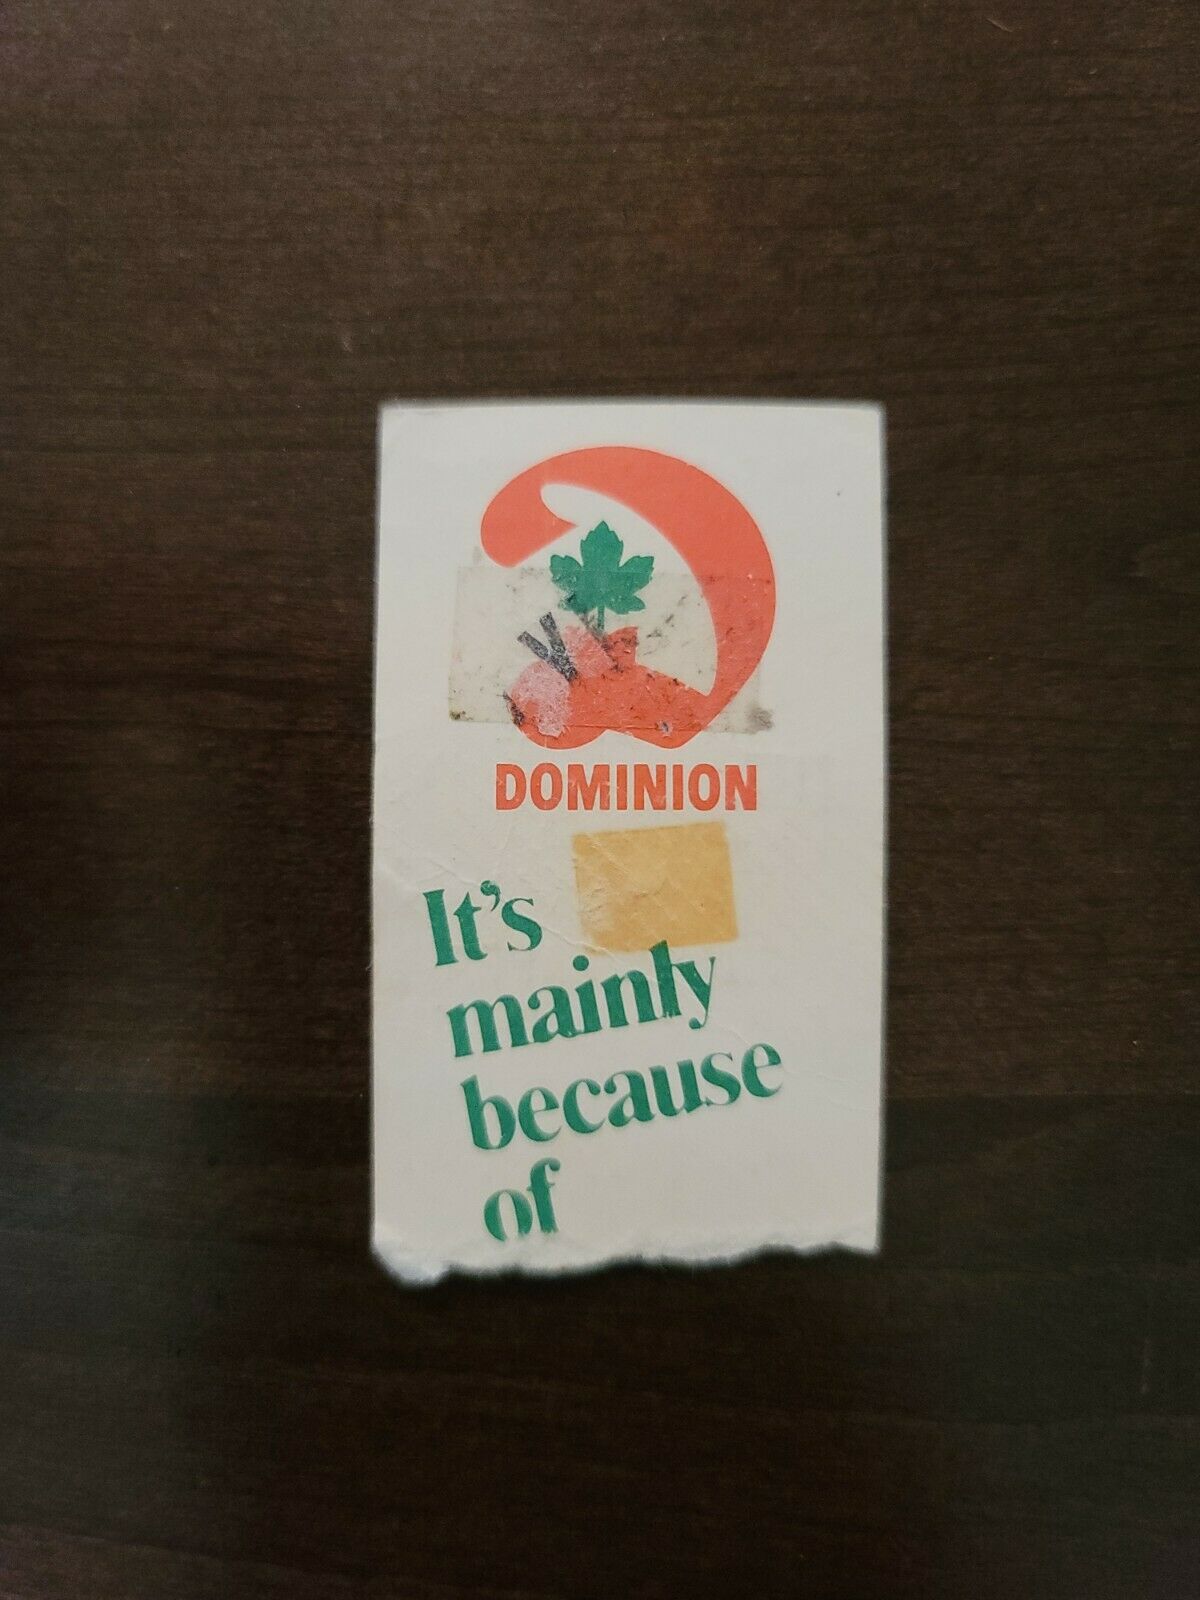 DOMINION
It's
mainly
because
of